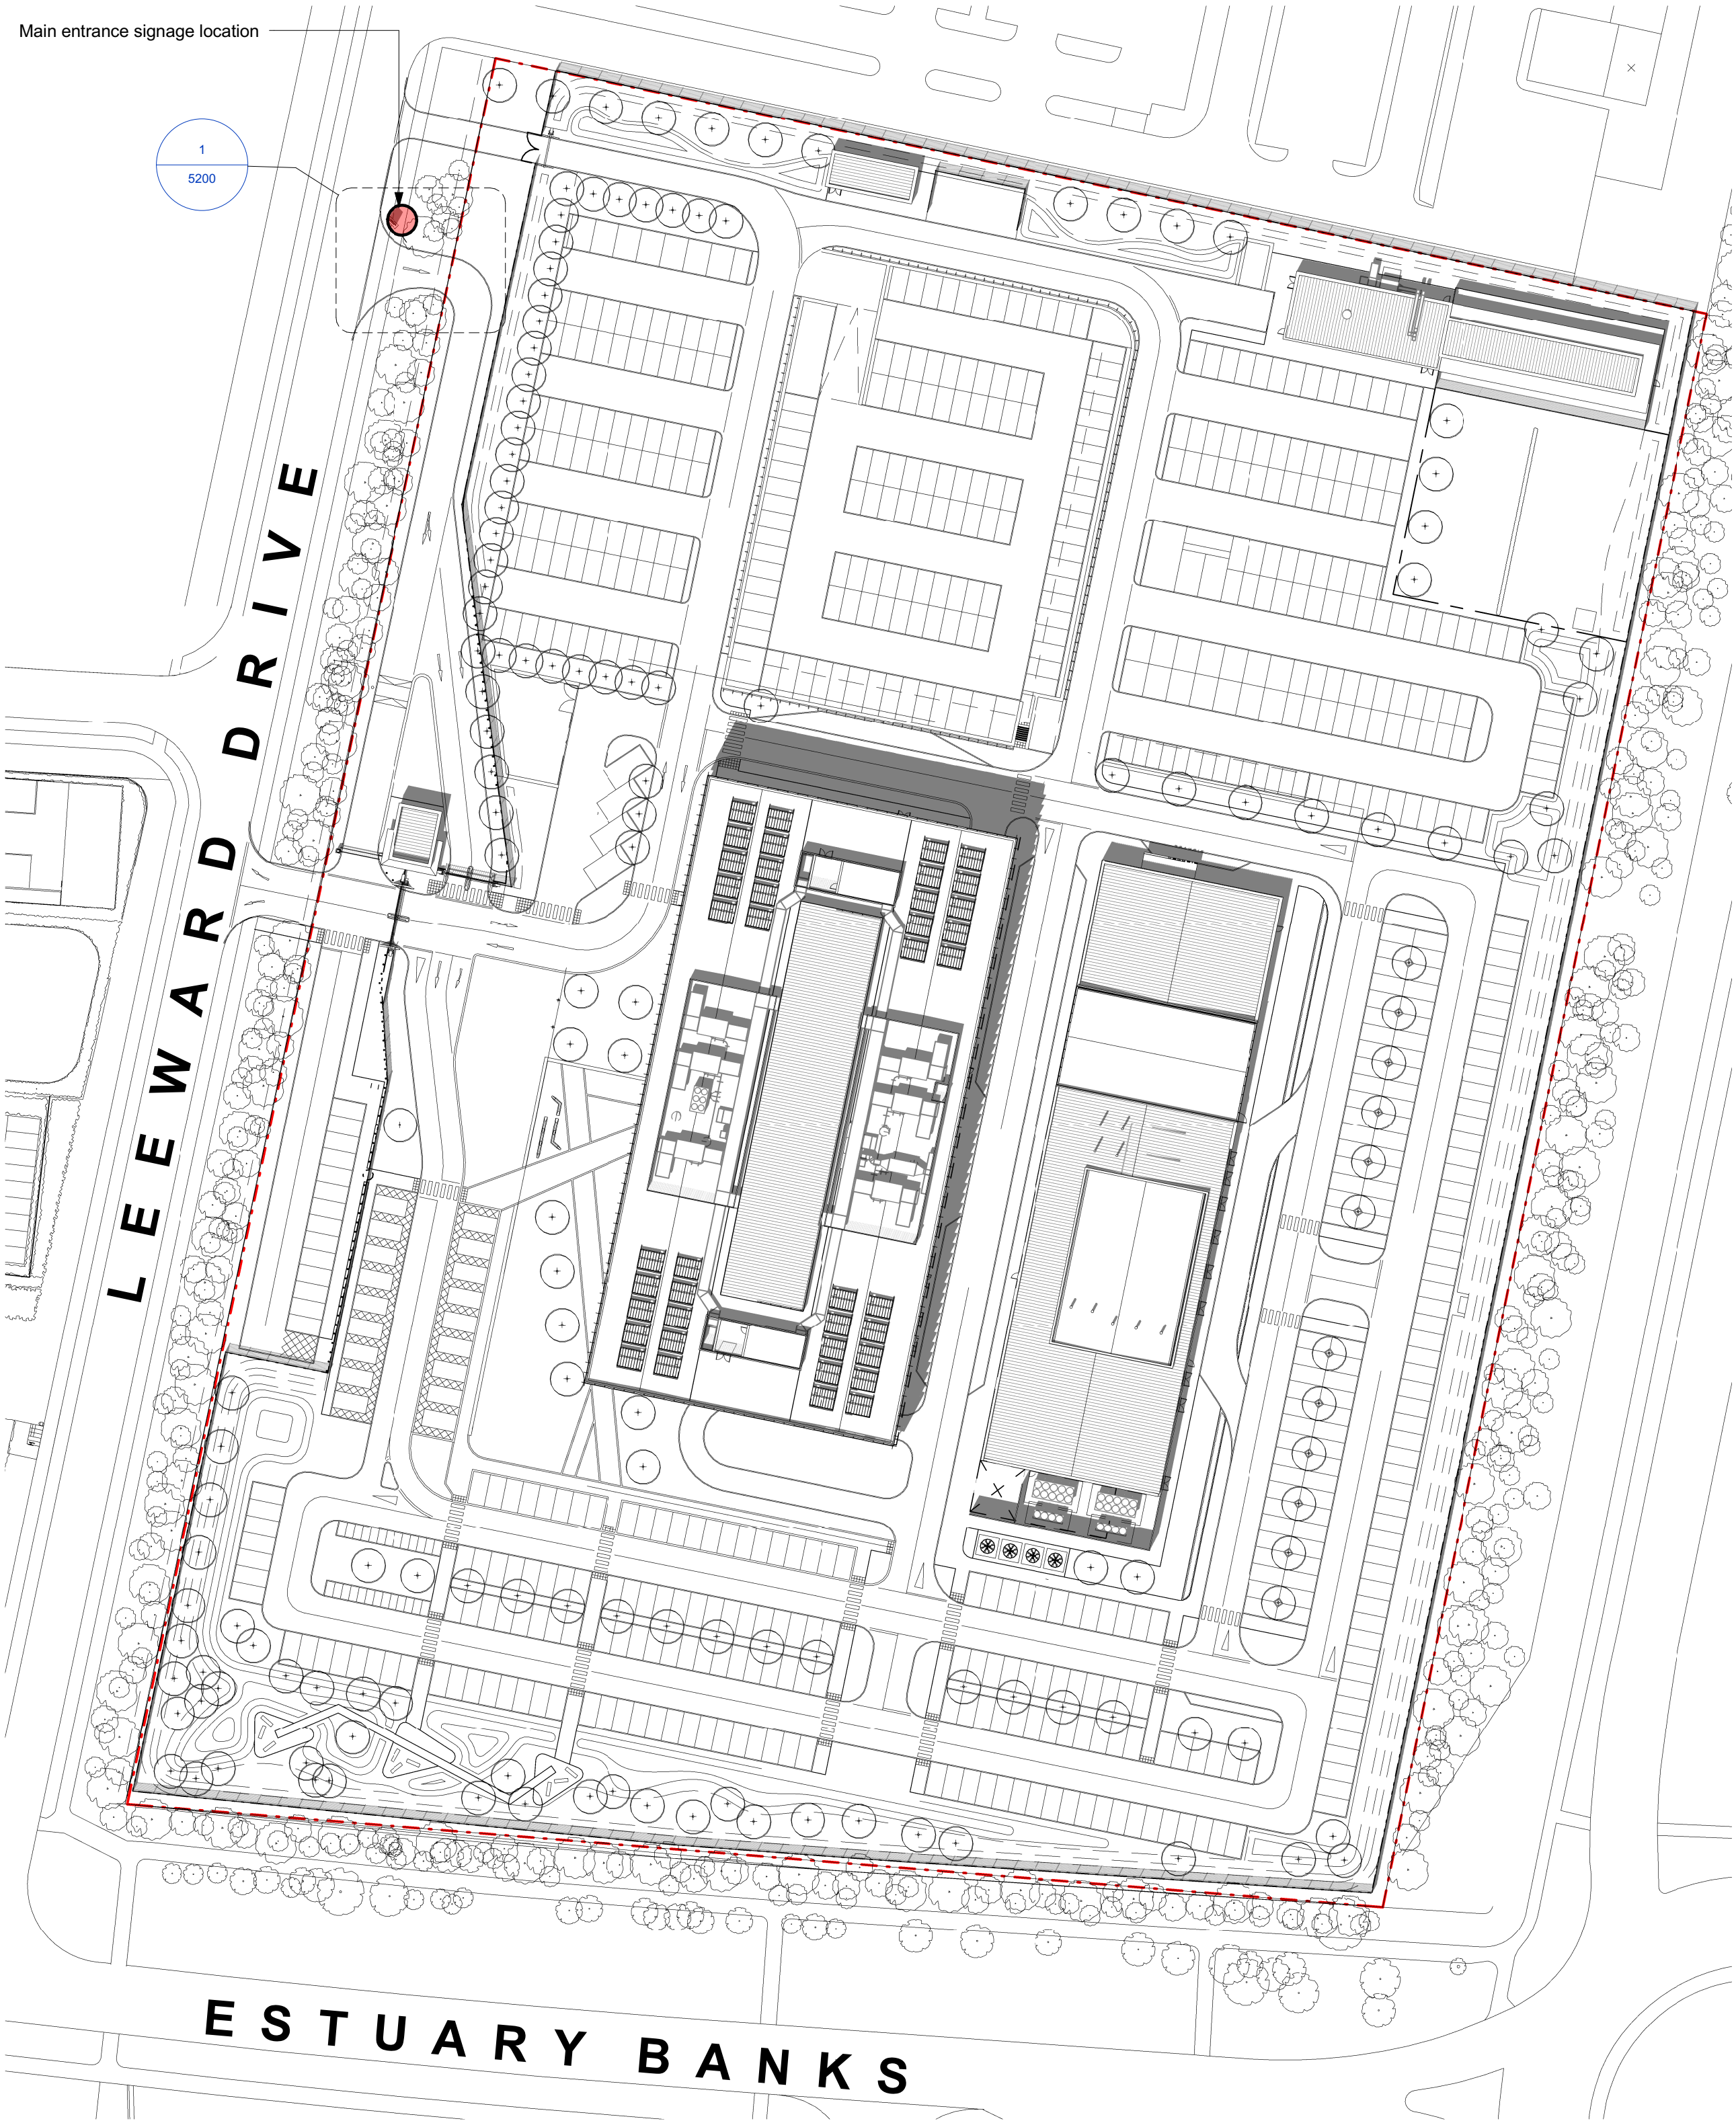 Main entrance signage location
1
5200
LEEWARD DRIVE
ESTUARY BANKS